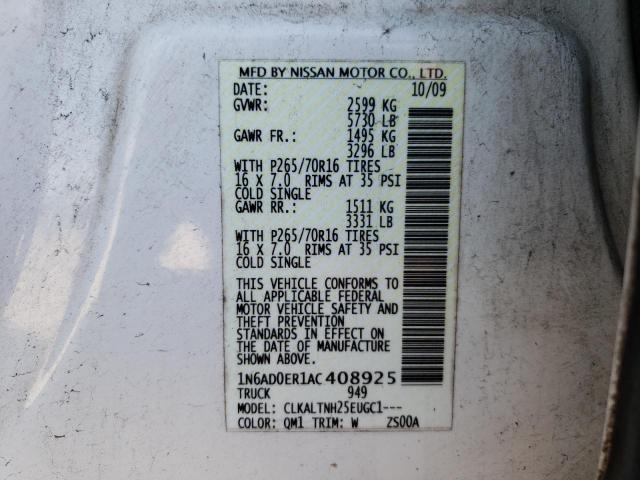 MFD BY NISSAN MOTOR CO., LTD.
DATE: 10/09
GVWR: 2599 KG
5730 LB
GAWR FR.: 1495 KG
3296 LB
WITH P265/70R16 TIRES
16 X 7.0 RIMS AT 35 PSI
COLD SINGLE
GAWR RR.: 1511 KG
3331 LB
WITH P265/70R16 TIRES
16 X 7.0 RIMS AT 35 PSI
COLD SINGLE
THIS VEHICLE CONFORMS TO
ALL APPLICABLE FEDERAL
MOTOR VEHICLE SAFETY AND
THEFT PREVENTION
STANDARDS IN EFFECT ON
THE DATE OF MANUFACTURE
SHOWN ABOVE.
1N6AD0ER1AC408925
TRUCK 949
MODEL: CLKALTNH25EUGC1---
COLOR: QM1 TRIM: W ZS00A